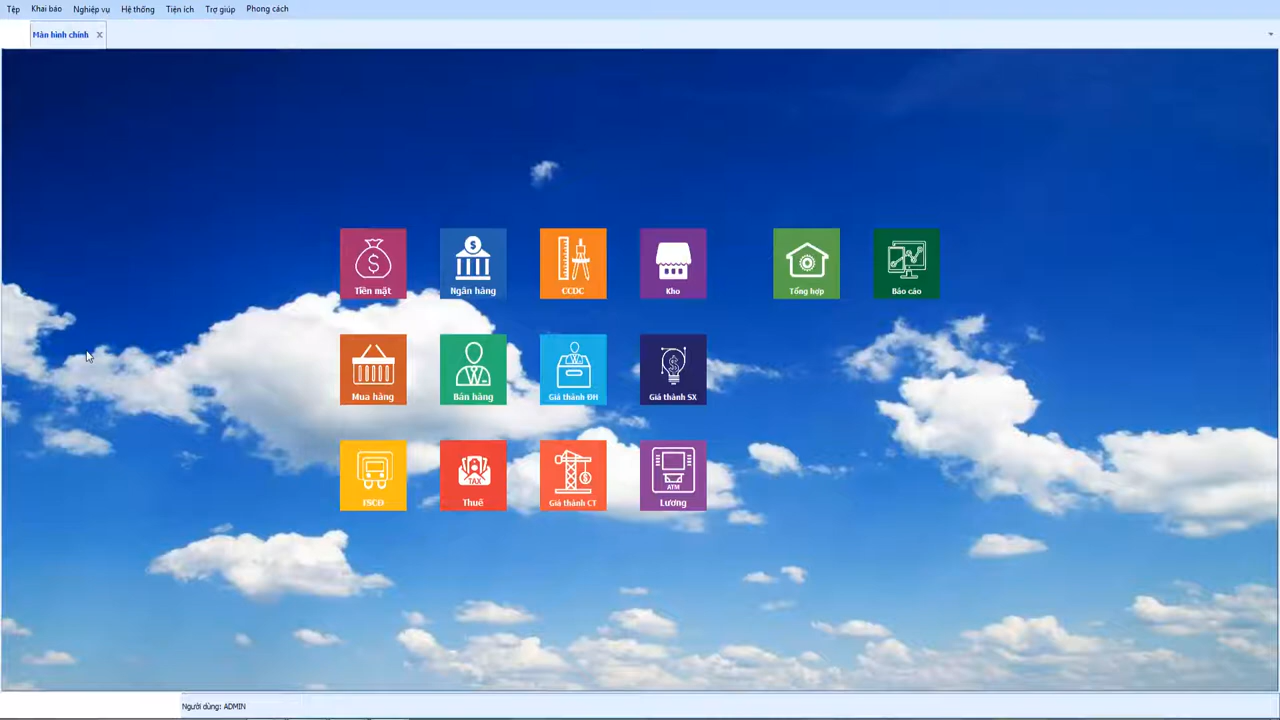 Tệp Khai báo Nghiệp vụ Hệ thống Tiện ích Trợ giúp Phong cách
Màn hình chính
Tiền mặt Ngân hàng CCDC Kho Tổng hợp Báo cáo
Mua hàng Bán hàng Giá thành ĐH Giá thành SX
TSCĐ Thuế TAX Giá thành CT Lương ATM
Người dùng: ADMIN